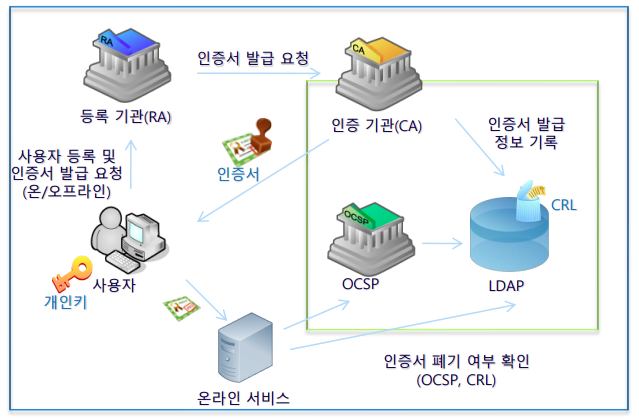 RA
인증서 발급 요청
CA
등록 기관(RA)
인증 기관(CA)
인증서 발급
정보 기록
사용자 등록 및
인증서 발급 요청
(온/오프라인)
인증서
CRL
OCSP
사용자
개인키
OCSP
LDAP
인증서 폐기 여부 확인
(OCSP, CRL)
온라인 서비스